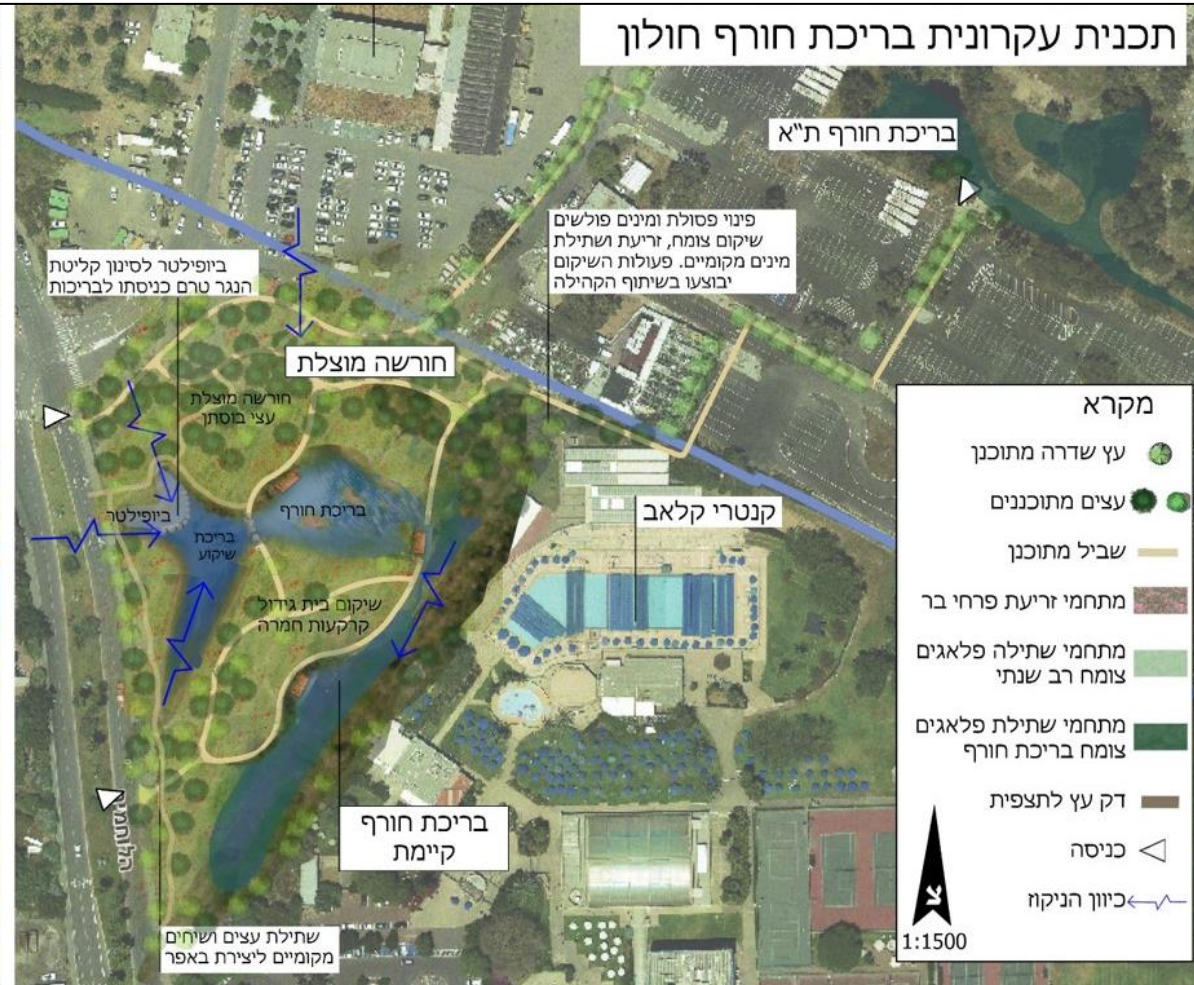 תכנית עקרונית בריכת חורף חולון
בריכת חורף ת"א
פינוי פסולת ומינים פולשים
שיקום צומח, זריעת ושתילת
מינים מקומיים. פעולות השיקום
יבוצעו בשיתוף הקהילה
ביופילטר לסינון קליטת
הנגר טרם כניסתו לבריכות
חורשה מוצלת
חורשה מוצלת
עצי בוסתן
בריכת חורף
ביופילטר
בריכת
שיקוע
קנטרי קלאב
שיקום בית גידול
קרקעות חמרה
בריכת חורף
קיימת
שתילת עצים ושיחים
מקומיים ליצירת באפר
מקרא
עץ שדרה מתוכנן
עצים מתוכננים
שביל מתוכנן
מתחמי זריעת פרחי בר
מתחמי שתילה פלאגים
צומח רב שנתי
מתחמי שתילת פלאגים
צומח בריכת חורף
דק עץ לתצפית
כניסה
כיוון הניקוז
צ
1:1500